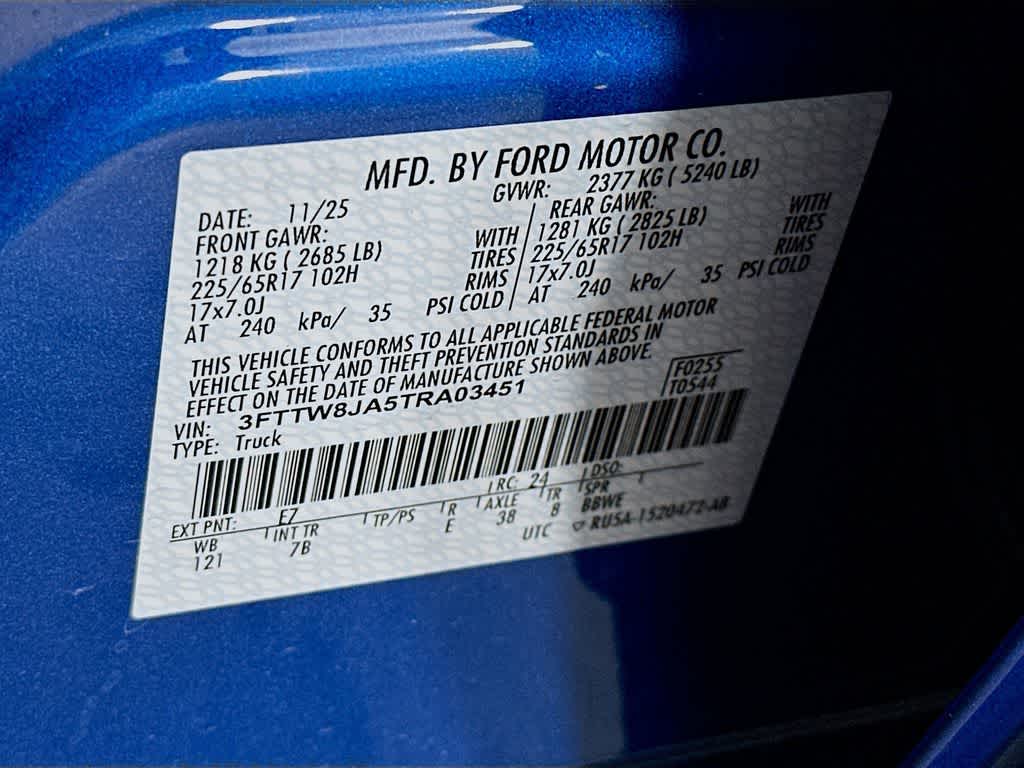 MFD. BY FORD MOTOR CO.
DATE: 11/25 GVWR: 2377 KG ( 5240 LB)
FRONT GAWR: REAR GAWR:
1218 KG ( 2685 LB) WITH 1281 KG ( 2825 LB) WITH
225/65R17 102H TIRES 225/65R17 102H TIRES
17x7.0J RIMS 17x7.0J RIMS
AT 240 kPa/ 35 PSI COLD AT 240 kPa/ 35 PSI COLD
THIS VEHICLE CONFORMS TO ALL APPLICABLE FEDERAL MOTOR
VEHICLE SAFETY AND THEFT PREVENTION STANDARDS IN
EFFECT ON THE DATE OF MANUFACTURE SHOWN ABOVE.
VIN: 3FTTW8JA5TRA03451 F0255
TYPE: Truck T0544
EXT PNT: E7 RC: 24 DSO:
WB INT TR TP/PS R AXLE TR SPR
121 7B E 38 8 BBWE
UTC RUSA-1520472-AB